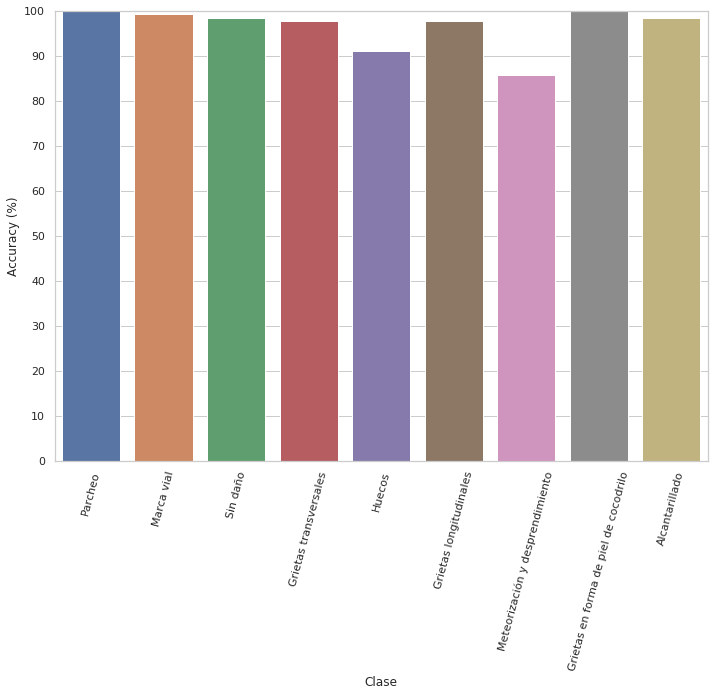 100
90
80
70
60
50
40
30
20
10
0
Accuracy (%)
Parcheo
Marca vial
Sin daño
Grietas transversales
Huecos
Grietas longitudinales
Meteorización y desprendimiento
Grietas en forma de piel de cocodrilo
Alcantarillado
Clase